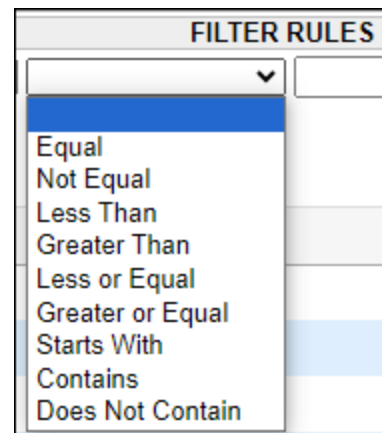 FILTER RULES
Equal
Not Equal
Less Than
Greater Than
Less or Equal
Greater or Equal
Starts With
Contains
Does Not Contain